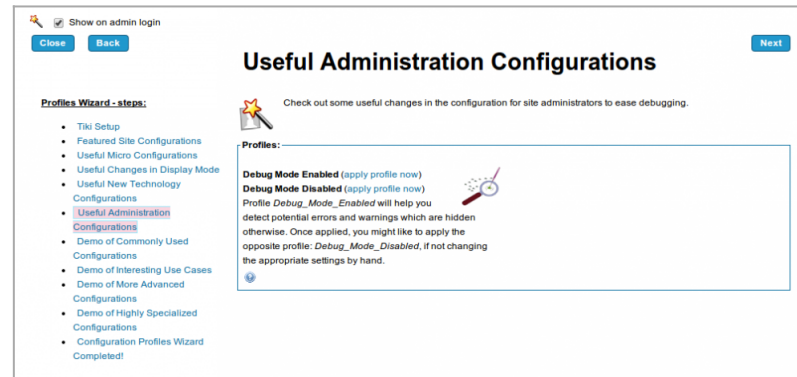 Show on admin login
Close Back
Next
Useful Administration Configurations
Profiles Wizard - steps:
Tiki Setup
Featured Site Configurations
Useful Micro Configurations
Useful Changes in Display Mode
Useful New Technology
Configurations
Useful Administration
Configurations
Demo of Commonly Used
Configurations
Demo of Interesting Use Cases
Demo of More Advanced
Configurations
Demo of Highly Specialized
Configurations
Configuration Profiles Wizard
Completed!
Check out some useful changes in the configuration for site administrators to ease debugging.
Profiles:
Debug Mode Enabled (apply profile now)
Debug Mode Disabled (apply profile now)
Profile Debug_Mode_Enabled will help you
detect potential errors and warnings which are hidden
otherwise. Once applied, you might like to apply the
opposite profile: Debug_Mode_Disabled, if not changing
the appropriate settings by hand.